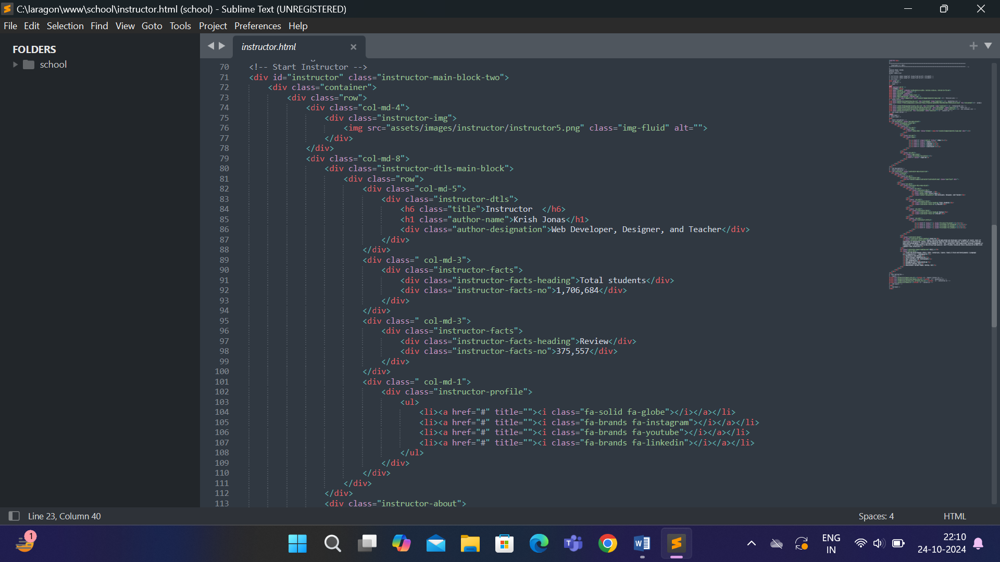 C:\laragon\www\school\instructor.html (school) - Sublime Text (UNREGISTERED)
File Edit Selection Find View Goto Tools Project Preferences Help
FOLDERS
school
instructor.html
70 <!-- Start Instructor -->
71 <div id="instructor" class="instructor-main-block-two">
72 <div class="container">
73 <div class="row">
74 <div class="col-md-4">
75 <div class="instructor-img">
76 <img src="assets/images/instructor/instructor5.png" class="img-fluid" alt="">
77 </div>
78 </div>
79 <div class="col-md-8">
80 <div class="instructor-dtls-main-block">
81 <div class="row">
82 <div class="col-md-5">
83 <div class="instructor-dtls">
84 <h6 class="title">Instructor  </h6>
85 <h1 class="author-name">Krish Jonas</h1>
86 <div class="author-designation">Web Developer, Designer, and Teacher</div>
87 </div>
88 </div>
89 <div class=" col-md-3">
90 <div class="instructor-facts">
91 <div class="instructor-facts-heading">Total students</div>
92 <div class="instructor-facts-no">1,706,684</div>
93 </div>
94 </div>
95 <div class=" col-md-3">
96 <div class="instructor-facts">
97 <div class="instructor-facts-heading">Review</div>
98 <div class="instructor-facts-no">375,557</div>
99 </div>
100 </div>
101 <div class=" col-md-1">
102 <div class="instructor-profile">
103 <ul>
104 <li><a href="#" title=""><i class="fa-solid fa-globe"></i></a></li>
105 <li><a href="#" title=""><i class="fa-brands fa-instagram"></i></a></li>
106 <li><a href="#" title=""><i class="fa-brands fa-youtube"></i></a></li>
107 <li><a href="#" title=""><i class="fa-brands fa-linkedin"></i></a></li>
108 </ul>
109 </div>
110 </div>
111 </div>
112 </div>
113 <div class="instructor-about">
Line 23, Column 40
Spaces: 4
HTML
1
ENG
IN
22:10
24-10-2024